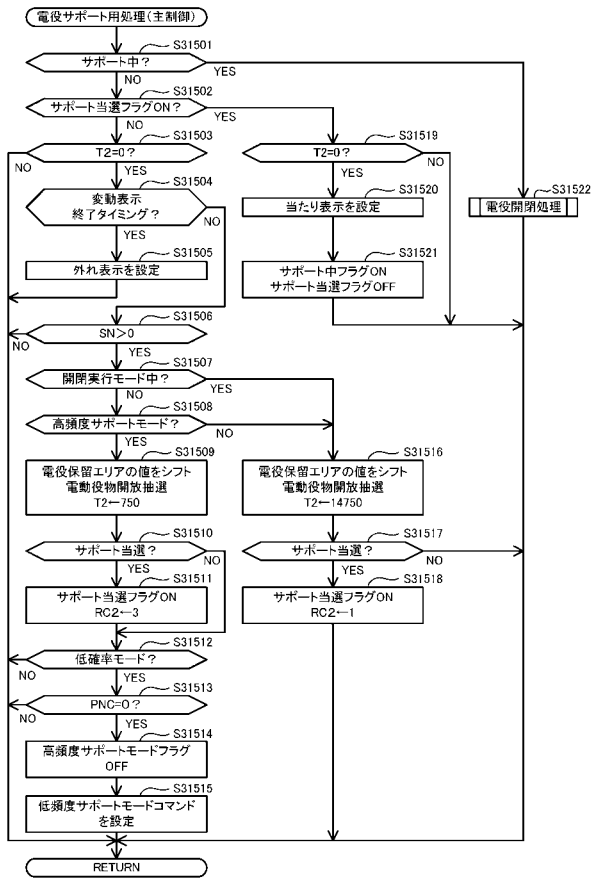 電役サポート用処理(主制御)
S31501
サポート中？
YES
NO
S31502
サポート当選フラグON？
YES
NO
S31503
T2=0？
NO
YES
S31519
T2=0？
NO
YES
S31504
変動表示
終了タイミング？
NO
YES
S31520
当たり表示を設定
S31522
電役開閉処理
S31505
外れ表示を設定
S31521
サポート中フラグON
サポート当選フラグOFF
S31506
SN＞0
NO
YES
S31507
開閉実行モード中？
YES
NO
S31508
高頻度サポートモード？
NO
YES
S31509
電役保留エリアの値をシフト
電動役物開放抽選
T2←750
S31516
電役保留エリアの値をシフト
電動役物開放抽選
T2←14750
S31510
サポート当選？
NO
YES
S31517
サポート当選？
NO
YES
S31511
サポート当選フラグON
RC2←3
S31518
サポート当選フラグON
RC2←1
S31512
低確率モード？
NO
YES
S31513
PNC=0？
NO
YES
S31514
高頻度サポートモードフラグ
OFF
S31515
低頻度サポートモードコマンド
を設定
RETURN